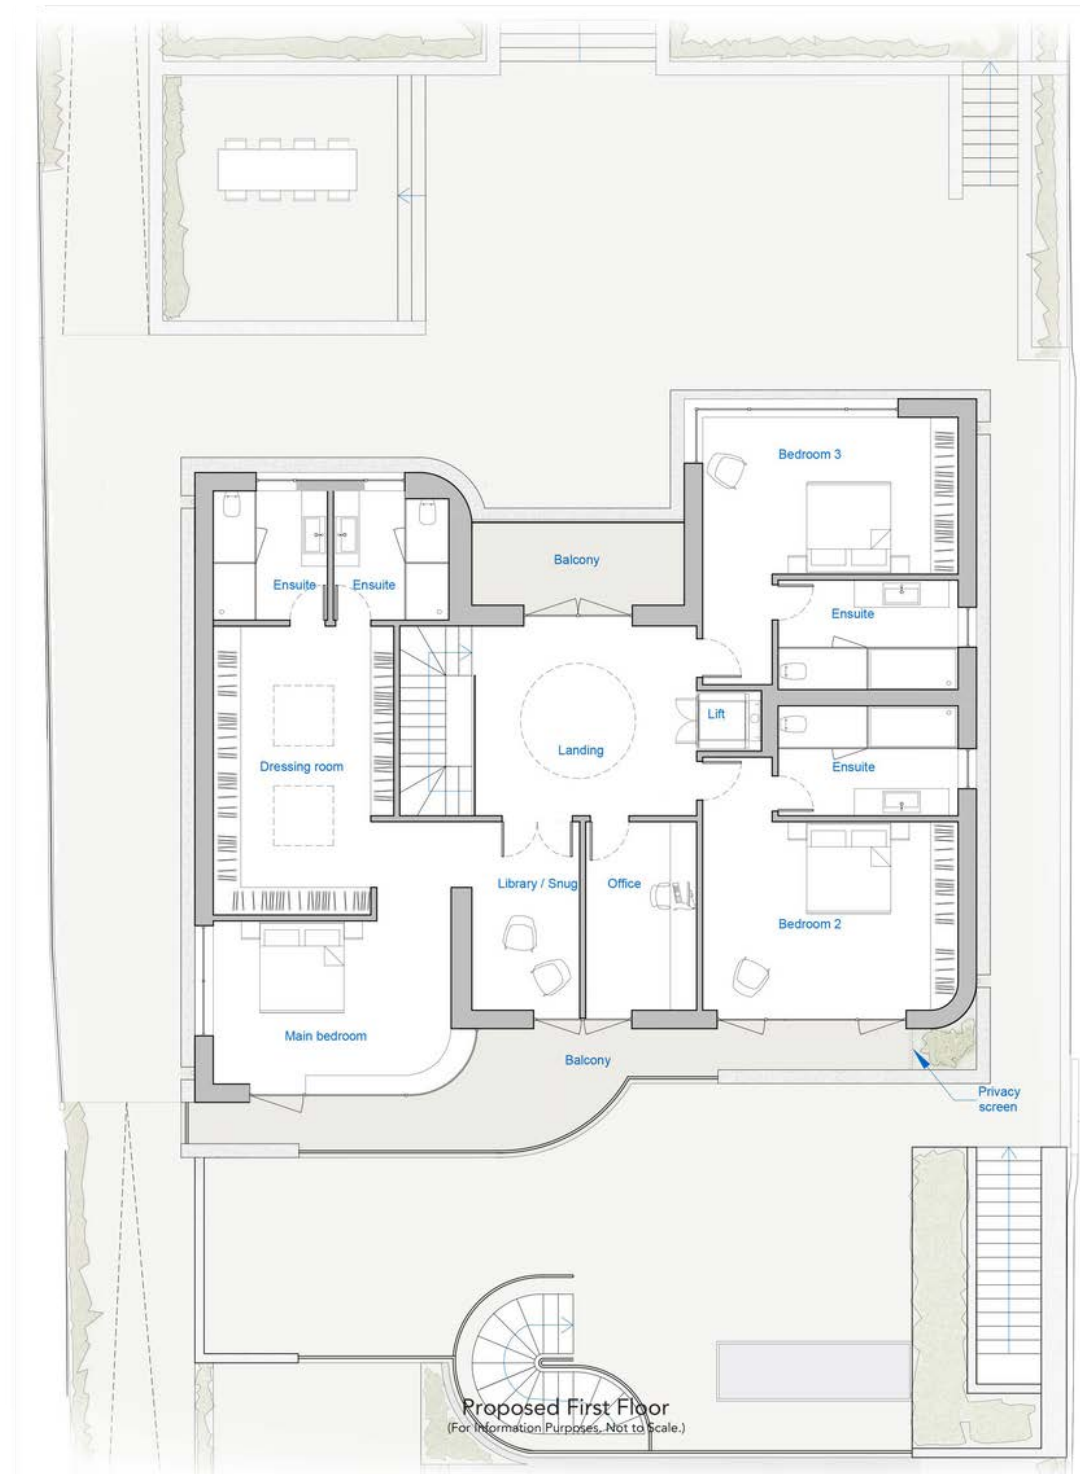 Bedroom 3
Balcony
Ensuite
Ensuite
Ensuite
Lift
Landing
Dressing room
Ensuite
Library / Snug
Office
Bedroom 2
Main bedroom
Balcony
Privacy
screen
Proposed First Floor
(For Information Purposes. Not to Scale.)